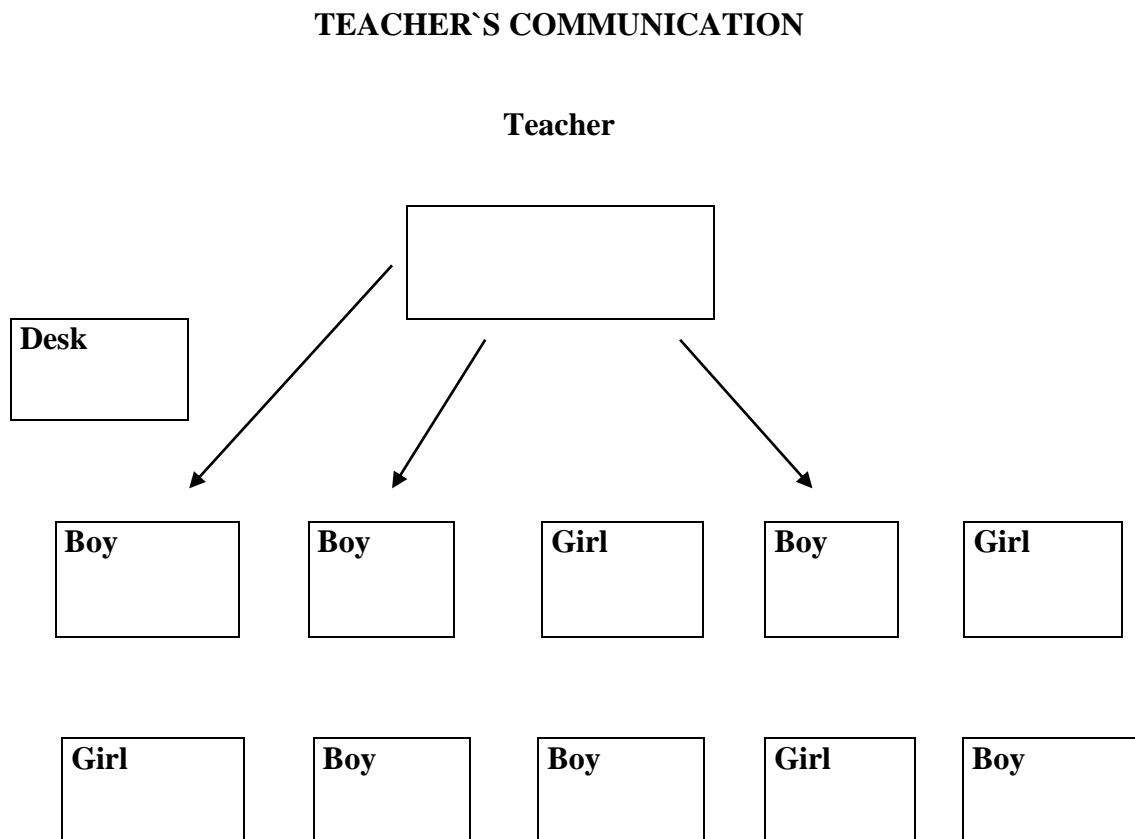 TEACHER`S COMMUNICATION
Teacher
Desk
Boy Boy Girl Boy Girl
Girl Boy Boy Girl Boy